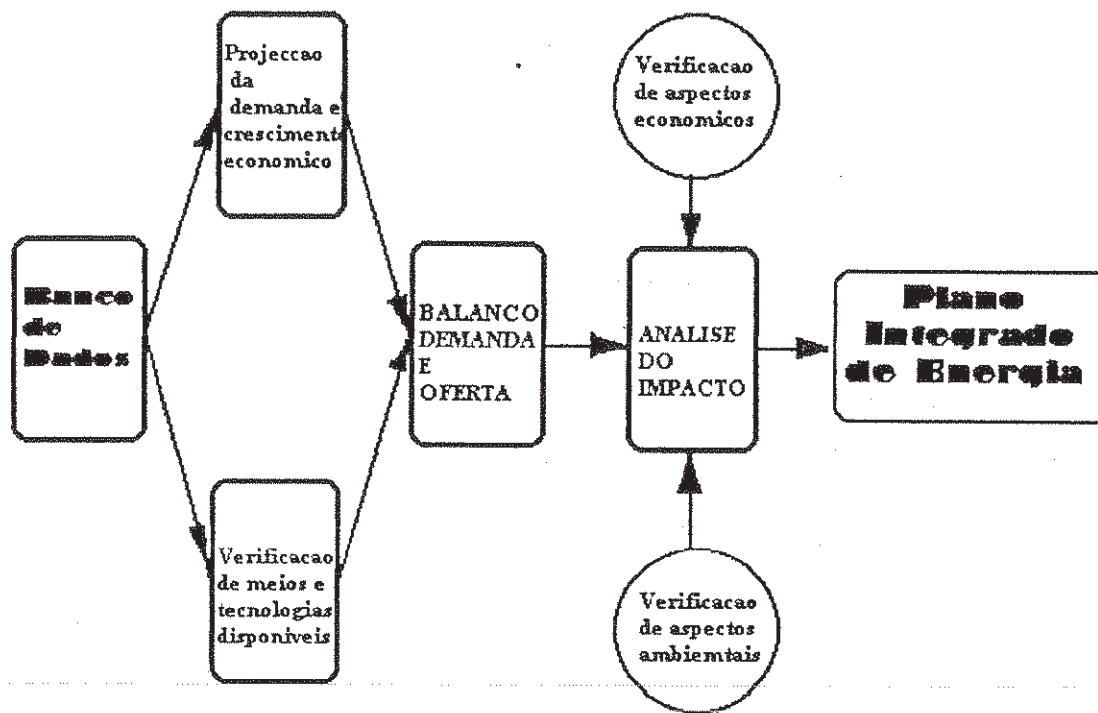 Banco
de
Dados
Projeccao
da
demanda e
crescimento
economico
Verificacao
de meios e
tecnologias
disponiveis
BALANCO
DEMANDA
E
OFERTA
Verificacao
de aspectos
economicos
ANALISE
DO
IMPACTO
Verificacao
de aspectos
ambiemtais
Plano
Integrado
de Energia